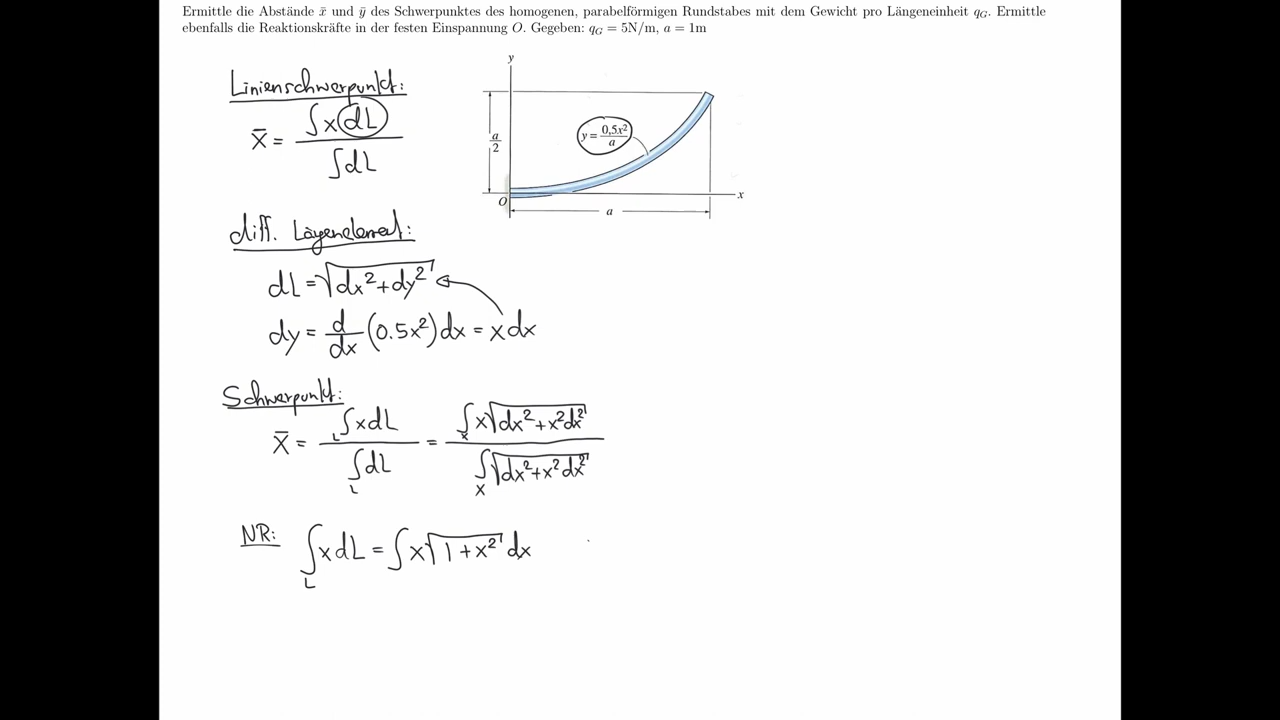 Ermittle die Abstände x̄ und ȳ des Schwerpunktes des homogenen, parabelförmigen Rundstabes mit dem Gewicht pro Längeneinheit q_G. Ermittle
ebenfalls die Reaktionskräfte in der festen Einspannung O. Gegeben: q_G = 5N/m, a = 1m
Linienschwerpunkt:
x̄ = ∫x dL / ∫dL
y
a/2
y = 0,5x²/a
O
x
a
diff. Längenelement:
dL = √(dx² + dy²)
dy = d/dx (0.5x²) dx = x dx
Schwerpunkt:
x̄ = ∫_L x dL / ∫_L dL = ∫_x x√(dx² + x²dx²) / ∫_x √(dx² + x²dx²)
NR: ∫_L x dL = ∫x√(1 + x²) dx